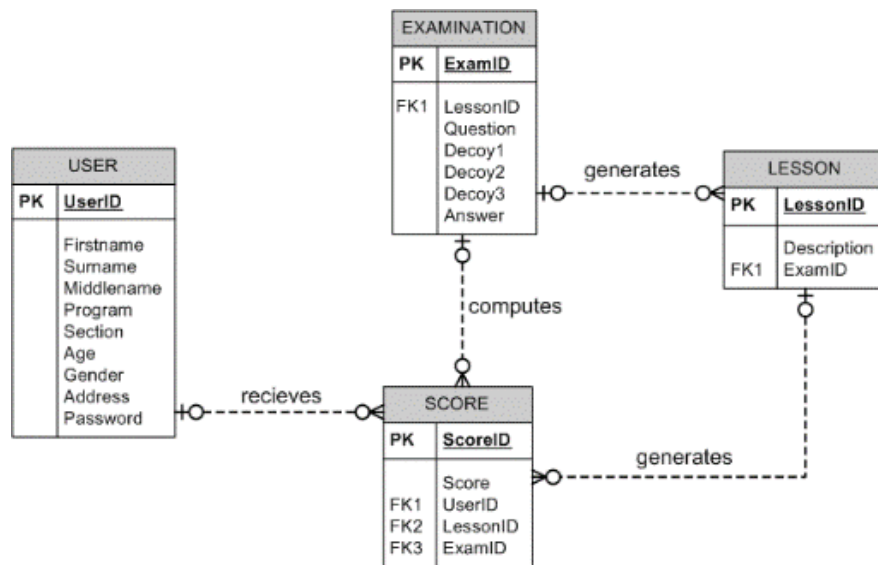 EXAMINATION
PK ExamID
FK1 LessonID
Question
Decoy1
Decoy2
Decoy3
Answer
generates
LESSON
PK LessonID
Description
FK1 ExamID
USER
PK UserID
Firstname
Surname
Middlename
Program
Section
Age
Gender
Address
Password
computes
recieves
SCORE
PK ScoreID
Score
FK1 UserID
FK2 LessonID
FK3 ExamID
generates